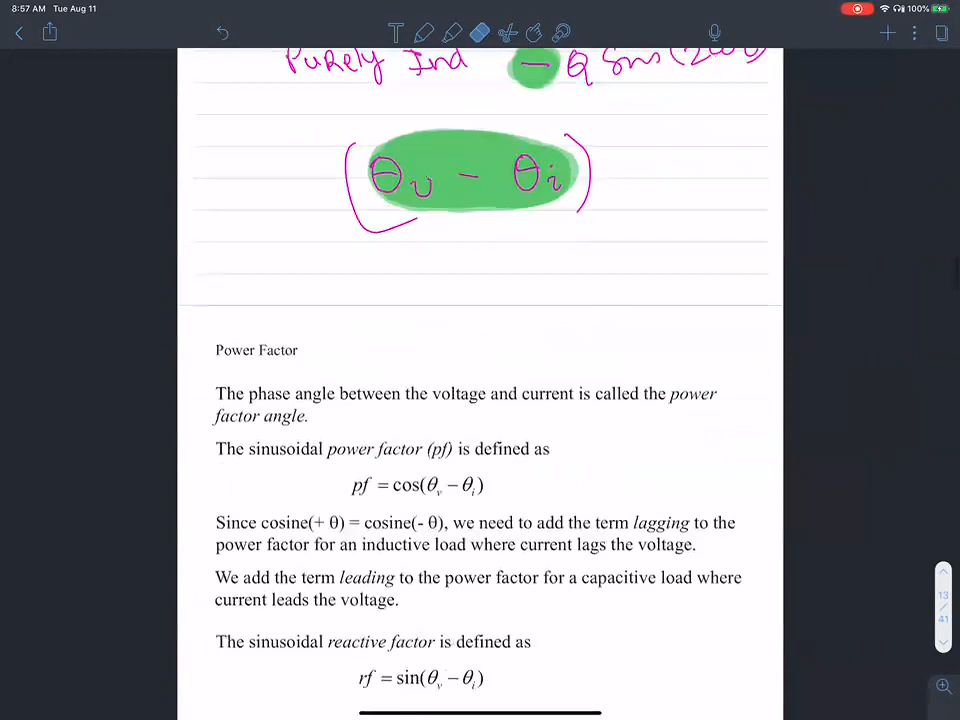 8:57 AM Tue Aug 11
100%
Purely Ind — Q Sin(2ωt)
(θv − θi)
Power Factor
The phase angle between the voltage and current is called the power
factor angle.
The sinusoidal power factor (pf) is defined as
pf = cos(θv − θi)
Since cosine(+ θ) = cosine(- θ), we need to add the term lagging to the
power factor for an inductive load where current lags the voltage.
We add the term leading to the power factor for a capacitive load where
current leads the voltage.
The sinusoidal reactive factor is defined as
rf = sin(θv − θi)
13
/
41